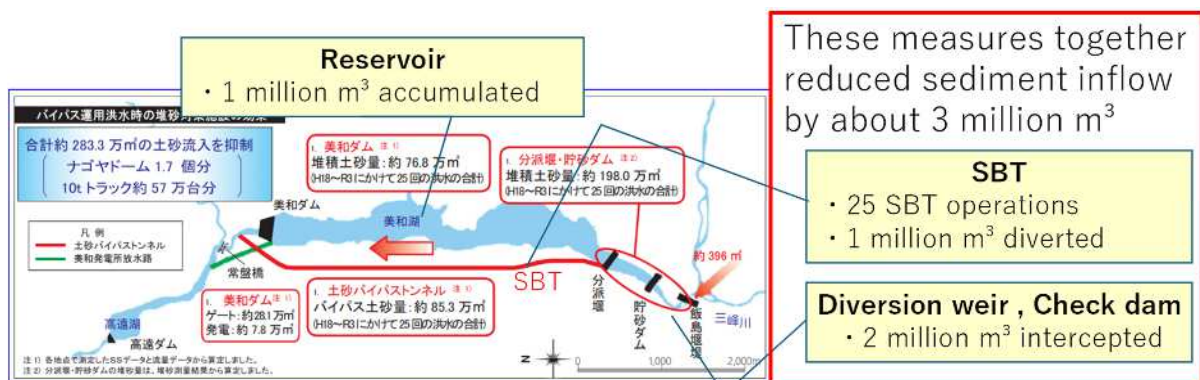 Reservoir
・1 million m³ accumulated
These measures together
reduced sediment inflow
by about 3 million m³
SBT
・25 SBT operations
・1 million m³ diverted
Diversion weir , Check dam
・2 million m³ intercepted
バイパス運用洪水時の堆砂対策施設の効果
合計約 283.3 万㎥の土砂流入を抑制
ナゴヤドーム 1.7 個分
10tトラック約 57 万台分
凡 例
土砂バイパストンネル
美和発電所放水路
美和ダム 注1)
堆積土砂量：約 76.8 万㎥
(H18～R3にかけて25回の洪水の合計)
分派堰・貯砂ダム 注2)
堆積土砂量：約 198.0 万㎥
(H18～R3にかけて25回の洪水の合計)
美和ダム
美和湖
常盤橋
SBT
分派堰
貯砂ダム
飯島堰堤
約 396 ㎥
三峰川
美和ダム 注1)
ゲート：約28.1万㎥
発電：約 7.8 万㎥
土砂バイパストンネル 注1)
バイパス土砂量：約 85.3 万㎥
(H18～R3にかけて25回の洪水の合計)
高遠湖
高遠ダム
N
0 1,000 2,000m
注 1) 各地点で測定したSSデータと流量データから算定しました。
注 2) 分派堰・貯砂ダムの堆砂量は、堆砂測量結果から算定しました。